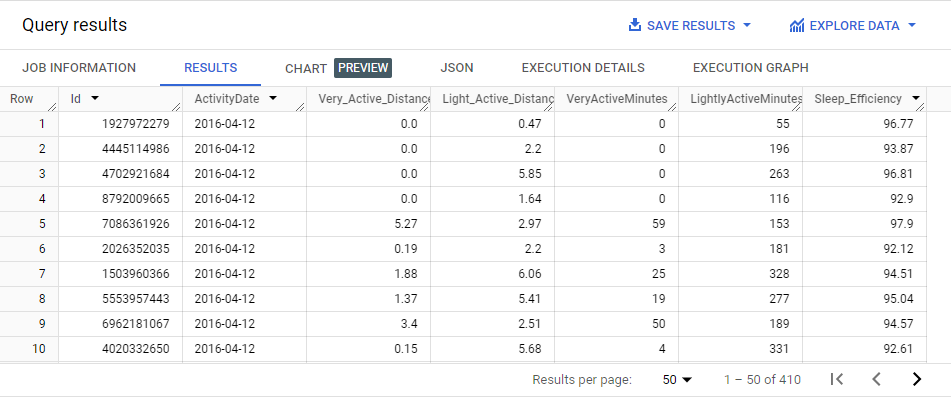 Query results SAVE RESULTS EXPLORE DATA
JOB INFORMATION RESULTS CHART PREVIEW JSON EXECUTION DETAILS EXECUTION GRAPH
Row Id ActivityDate Very_Active_Distance Light_Active_Distanc VeryActiveMinutes LightlyActiveMinutes Sleep_Efficiency
1 1927972279 2016-04-12 0.0 0.47 0 55 96.77
2 4445114986 2016-04-12 0.0 2.2 0 196 93.87
3 4702921684 2016-04-12 0.0 5.85 0 263 96.81
4 8792009665 2016-04-12 0.0 1.64 0 116 92.9
5 7086361926 2016-04-12 5.27 2.97 59 153 97.9
6 2026352035 2016-04-12 0.19 2.2 3 181 92.12
7 1503960366 2016-04-12 1.88 6.06 25 328 94.51
8 5553957443 2016-04-12 1.37 5.41 19 277 95.04
9 6962181067 2016-04-12 3.4 2.51 50 189 94.57
10 4020332650 2016-04-12 0.15 5.68 4 331 92.61
Results per page: 50 1 – 50 of 410